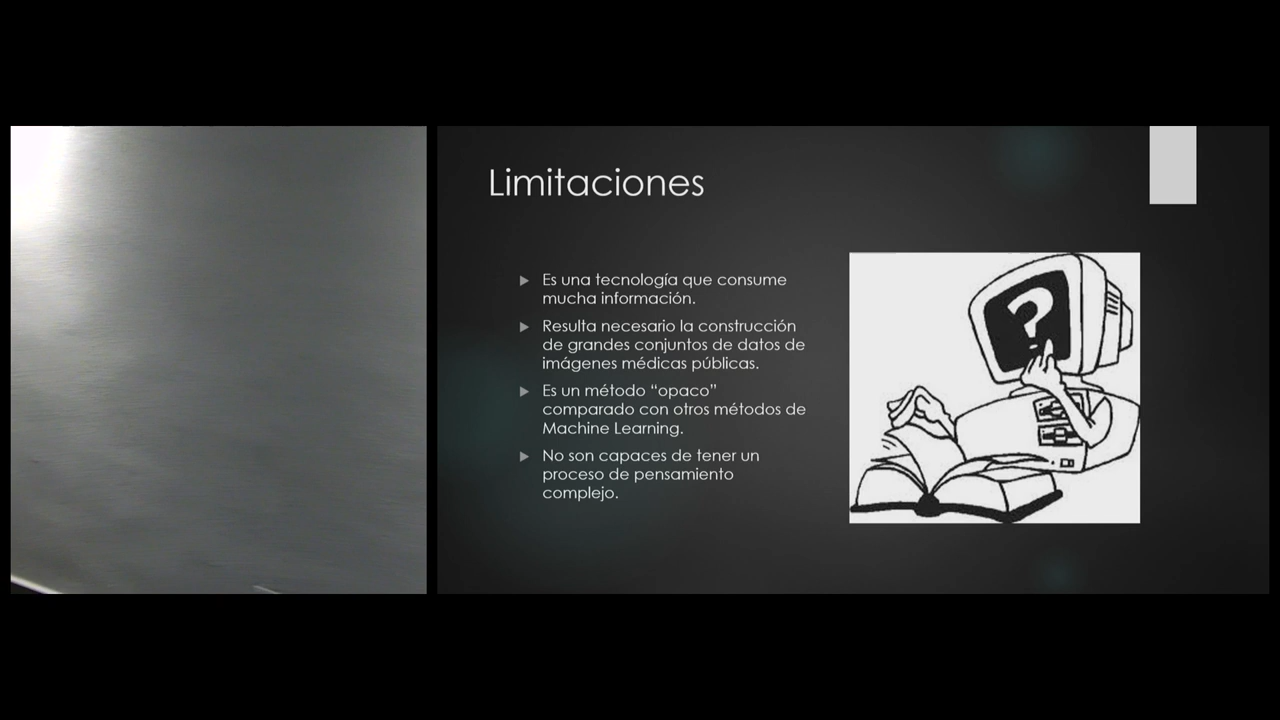 Limitaciones
Es una tecnología que consume
mucha información.
Resulta necesario la construcción
de grandes conjuntos de datos de
imágenes médicas públicas.
Es un método “opaco”
comparado con otros métodos de
Machine Learning.
No son capaces de tener un
proceso de pensamiento
complejo.
?